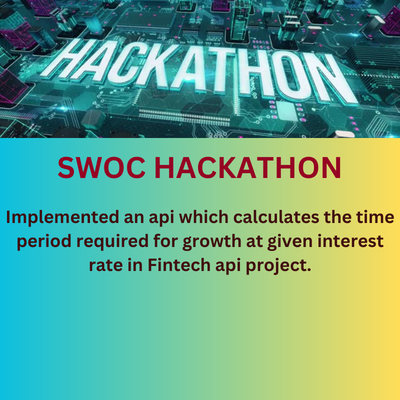 HACKATHON
SWOC HACKATHON
Implemented an api which calculates the time
period required for growth at given interest
rate in Fintech api project.